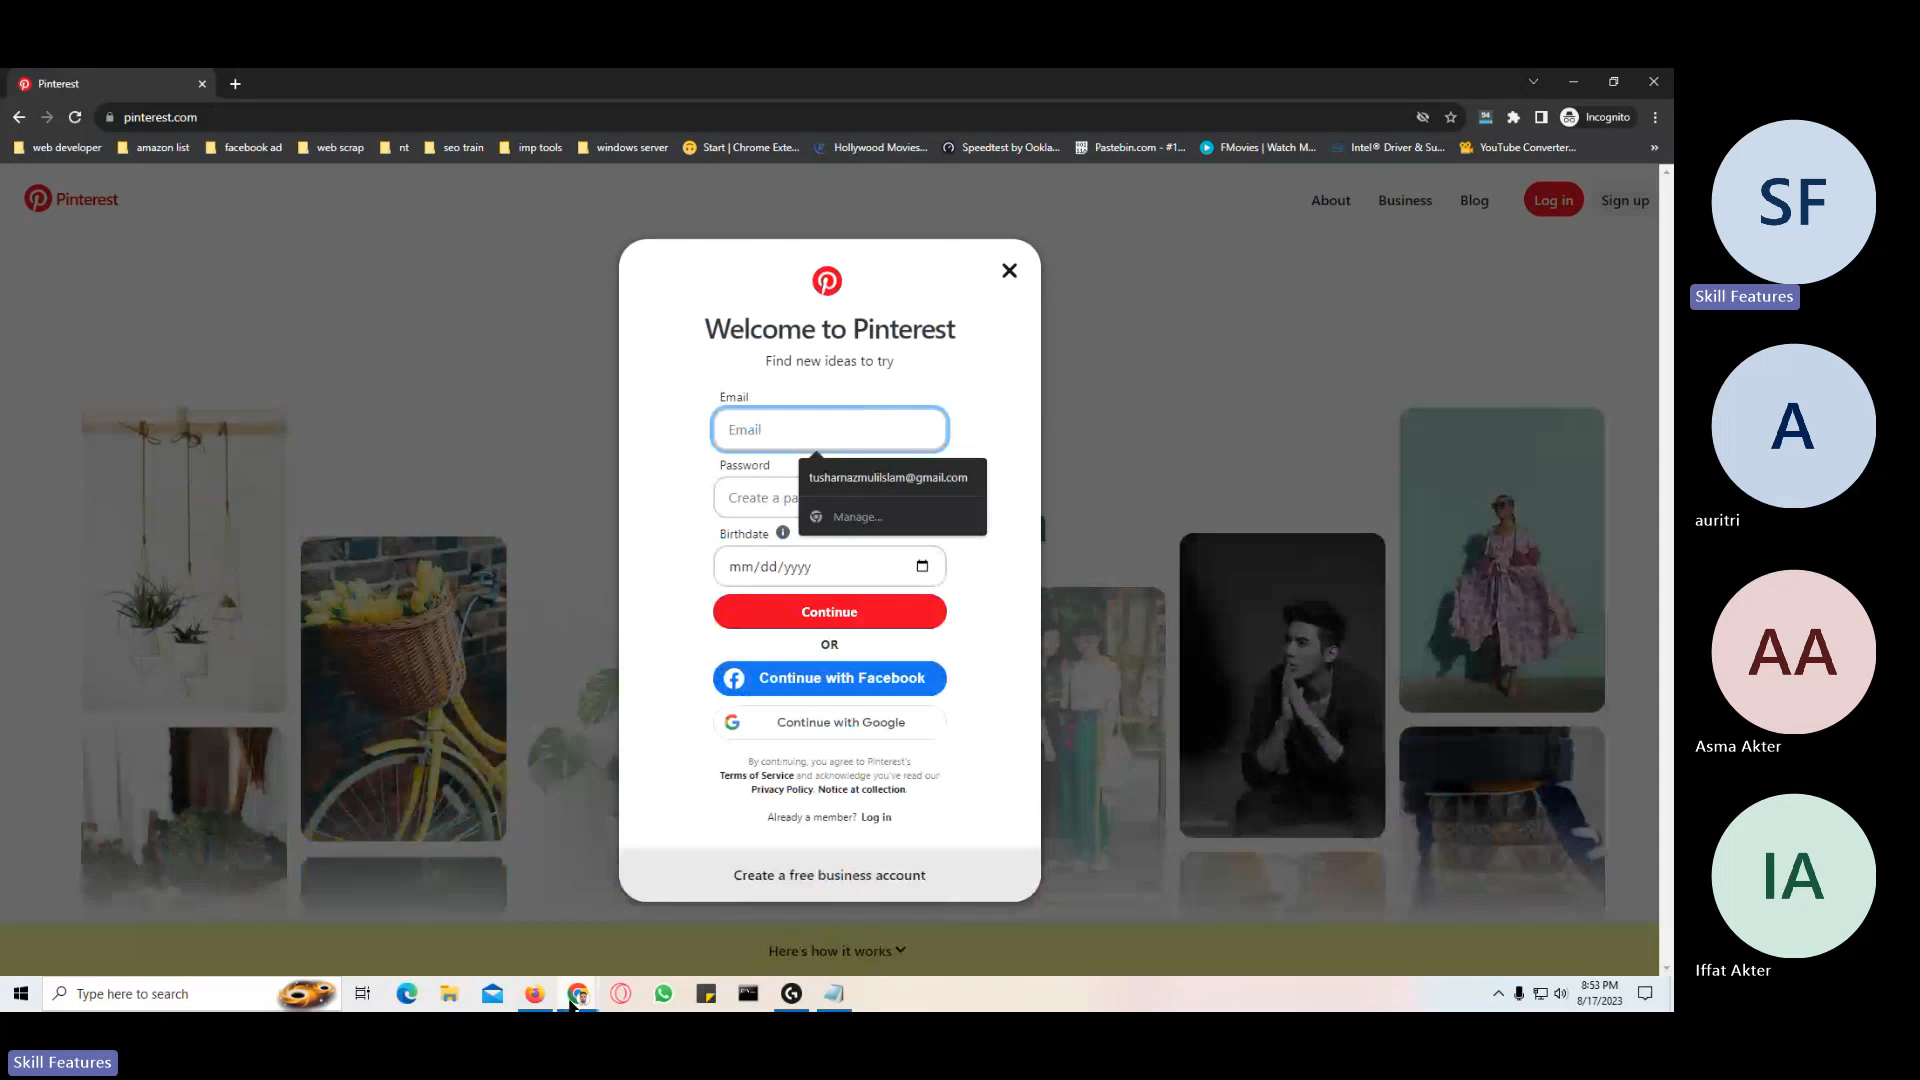 Pinterest
pinterest.com
Incognito
web developer
amazon list
facebook ad
web scrap
nt
seo train
imp tools
windows server
Start | Chrome Exte...
Hollywood Movies...
Speedtest by Ookla...
Pastebin.com - #1...
FMovies | Watch M...
Intel® Driver & Su...
YouTube Converter...
»
Pinterest
About
Business
Blog
Log in
Sign up
Welcome to Pinterest
Find new ideas to try
Email
Email
tusharnazmulilslam@gmail.com
Manage...
Password
Create a pa
Birthdate
mm/dd/yyyy
Continue
OR
Continue with Facebook
Continue with Google
By continuing, you agree to Pinterest's
Terms of Service and acknowledge you've read our
Privacy Policy. Notice at collection.
Already a member? Log in
Create a free business account
Here's how it works
Type here to search
8:53 PM
8/17/2023
SF
Skill Features
A
auritri
AA
Asma Akter
IA
Iffat Akter
Skill Features